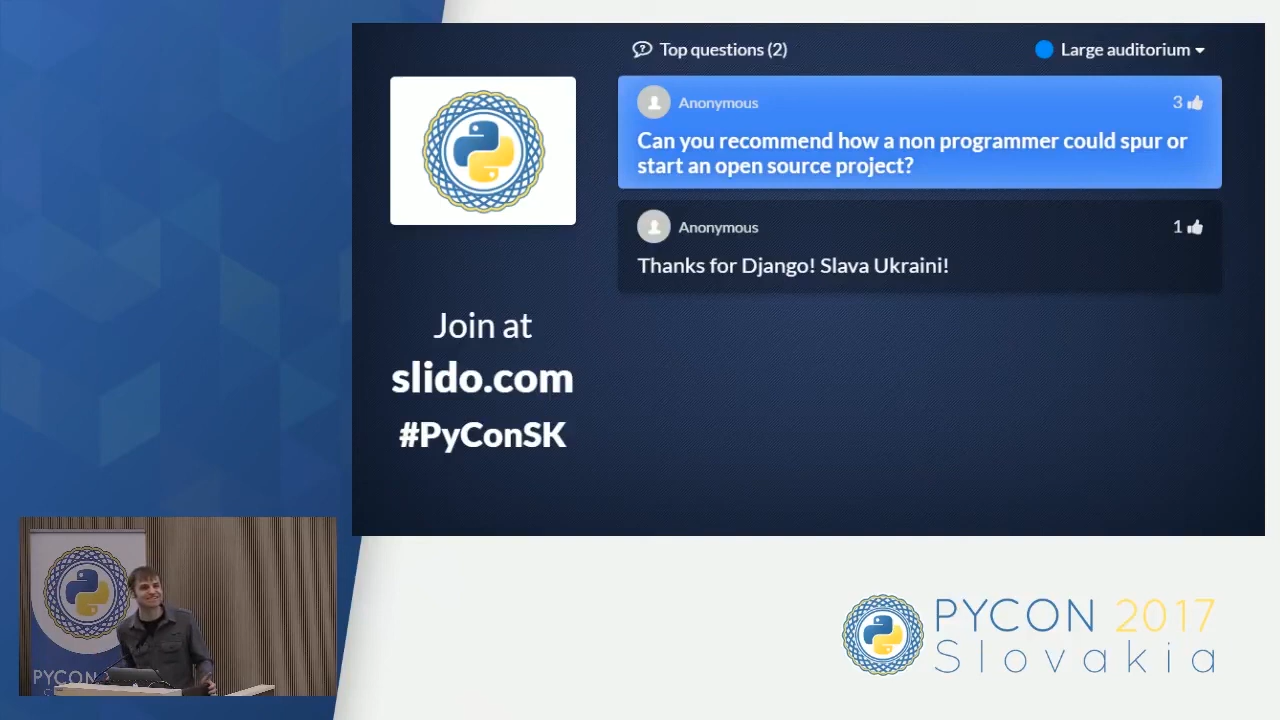 Top questions (2)
Large auditorium
Anonymous
3
Can you recommend how a non programmer could spur or
start an open source project?
Anonymous
1
Thanks for Django! Slava Ukraini!
Join at
slido.com
#PyConSK
PYCON
PYCON 2017
Slovakia